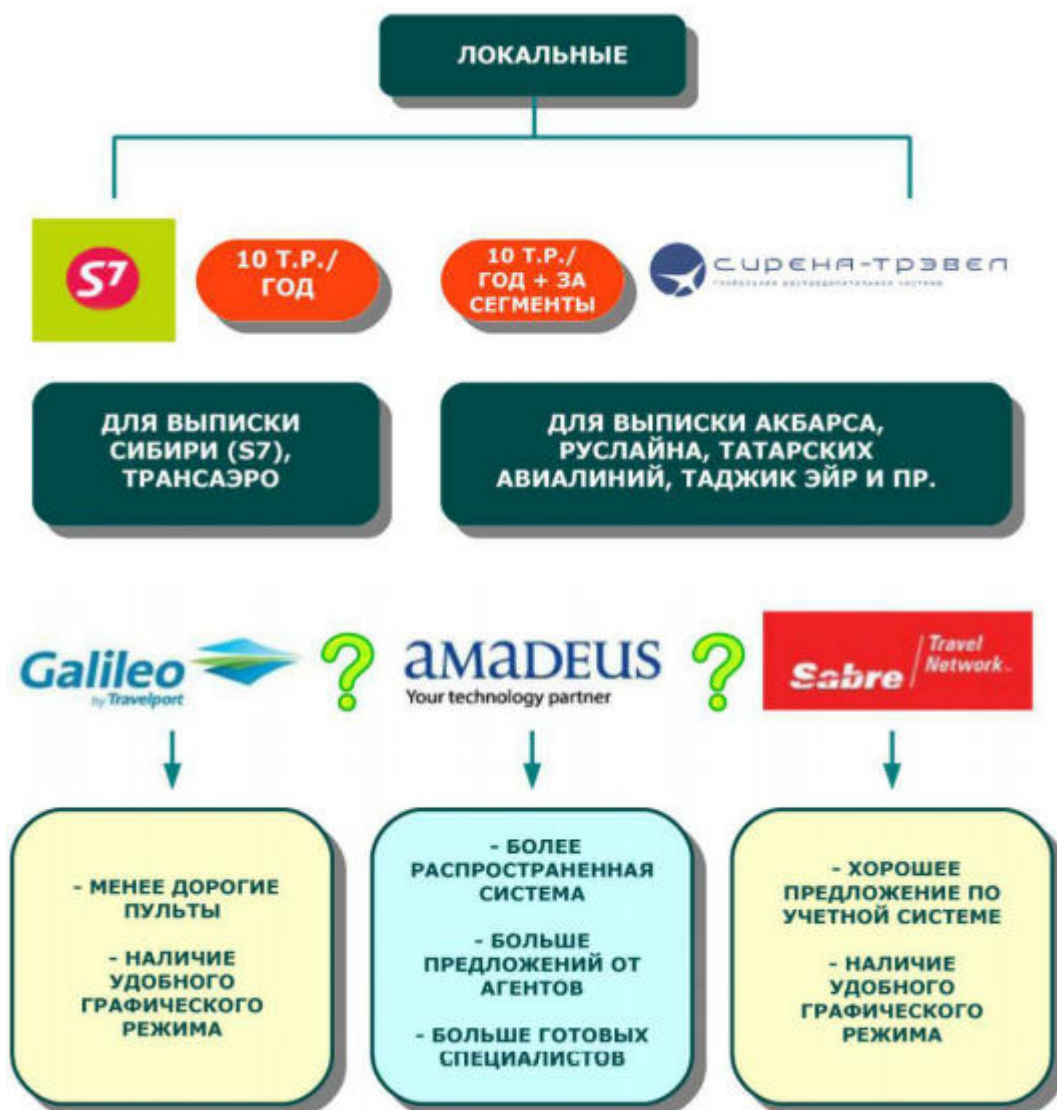 ЛОКАЛЬНЫЕ
S7
10 Т.Р./
ГОД
10 Т.Р./
ГОД + ЗА
СЕГМЕНТЫ
СИРЕНА-ТРЭВЕЛ
глобальная распределительная система
ДЛЯ ВЫПИСКИ
СИБИРИ (S7),
ТРАНСАЭРО
ДЛЯ ВЫПИСКИ АКБАРСА,
РУСЛАЙНА, ТАТАРСКИХ
АВИАЛИНИЙ, ТАДЖИК ЭЙР И ПР.
Galileo
by Travelport
?
amadeus
Your technology partner
?
Sabre
Travel
Network
- МЕНЕЕ ДОРОГИЕ
ПУЛЬТЫ
- НАЛИЧИЕ
УДОБНОГО
ГРАФИЧЕСКОГО
РЕЖИМА
- БОЛЕЕ
РАСПРОСТРАНЕННАЯ
СИСТЕМА
- БОЛЬШЕ
ПРЕДЛОЖЕНИЙ ОТ
АГЕНТОВ
- БОЛЬШЕ ГОТОВЫХ
СПЕЦИАЛИСТОВ
- ХОРОШЕЕ
ПРЕДЛОЖЕНИЕ ПО
УЧЕТНОЙ СИСТЕМЕ
- НАЛИЧИЕ
УДОБНОГО
ГРАФИЧЕСКОГО
РЕЖИМА